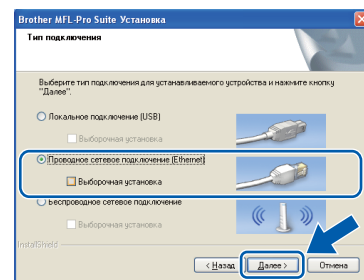 Brother MFL-Pro Suite Установка
Тип подключения
Выберите тип подключения для устанавливаемого устройства и нажмите кнопку
"Далее".
Локальное подключение (USB)
Выборочная установка
Проводное сетевое подключение (Ethernet)
Выборочная установка
Беспроводное сетевое подключение
Выборочная установка
InstallShield
< Назад
Далее >
Отмена